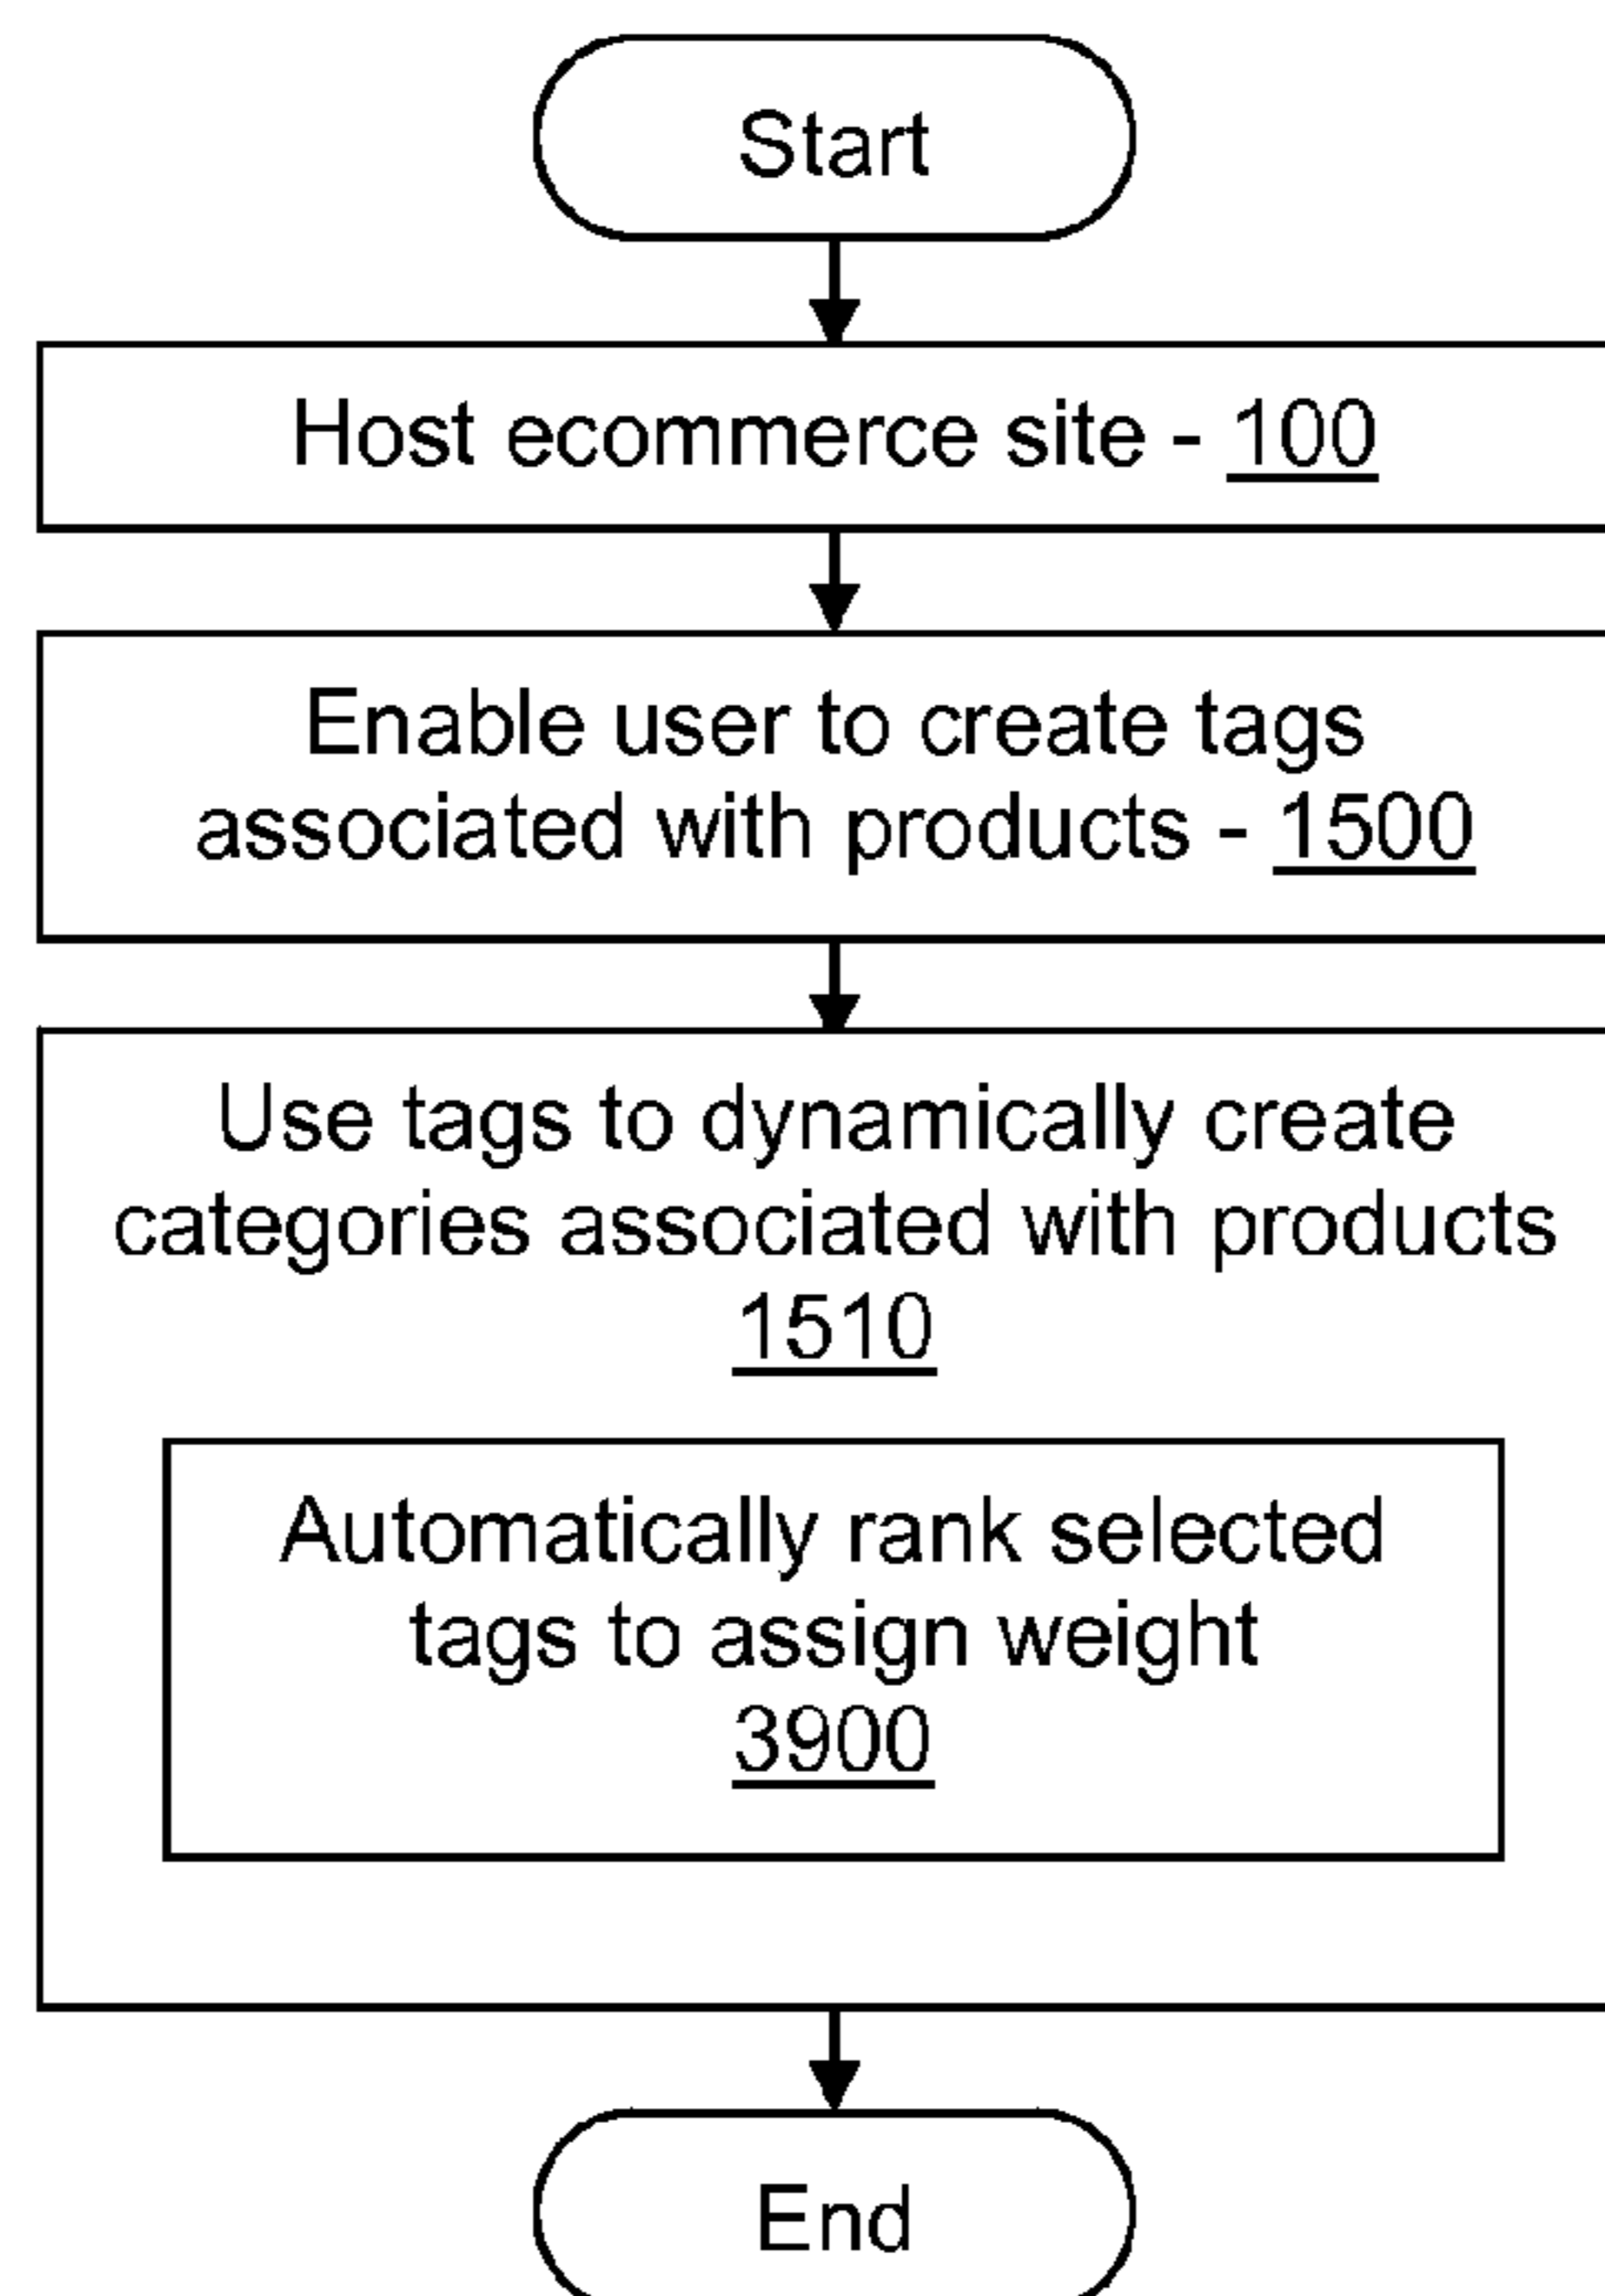 Start
Host ecommerce site - 100
Enable user to create tags
associated with products - 1500
Use tags to dynamically create
categories associated with products
1510
Automatically rank selected
tags to assign weight
3900
End